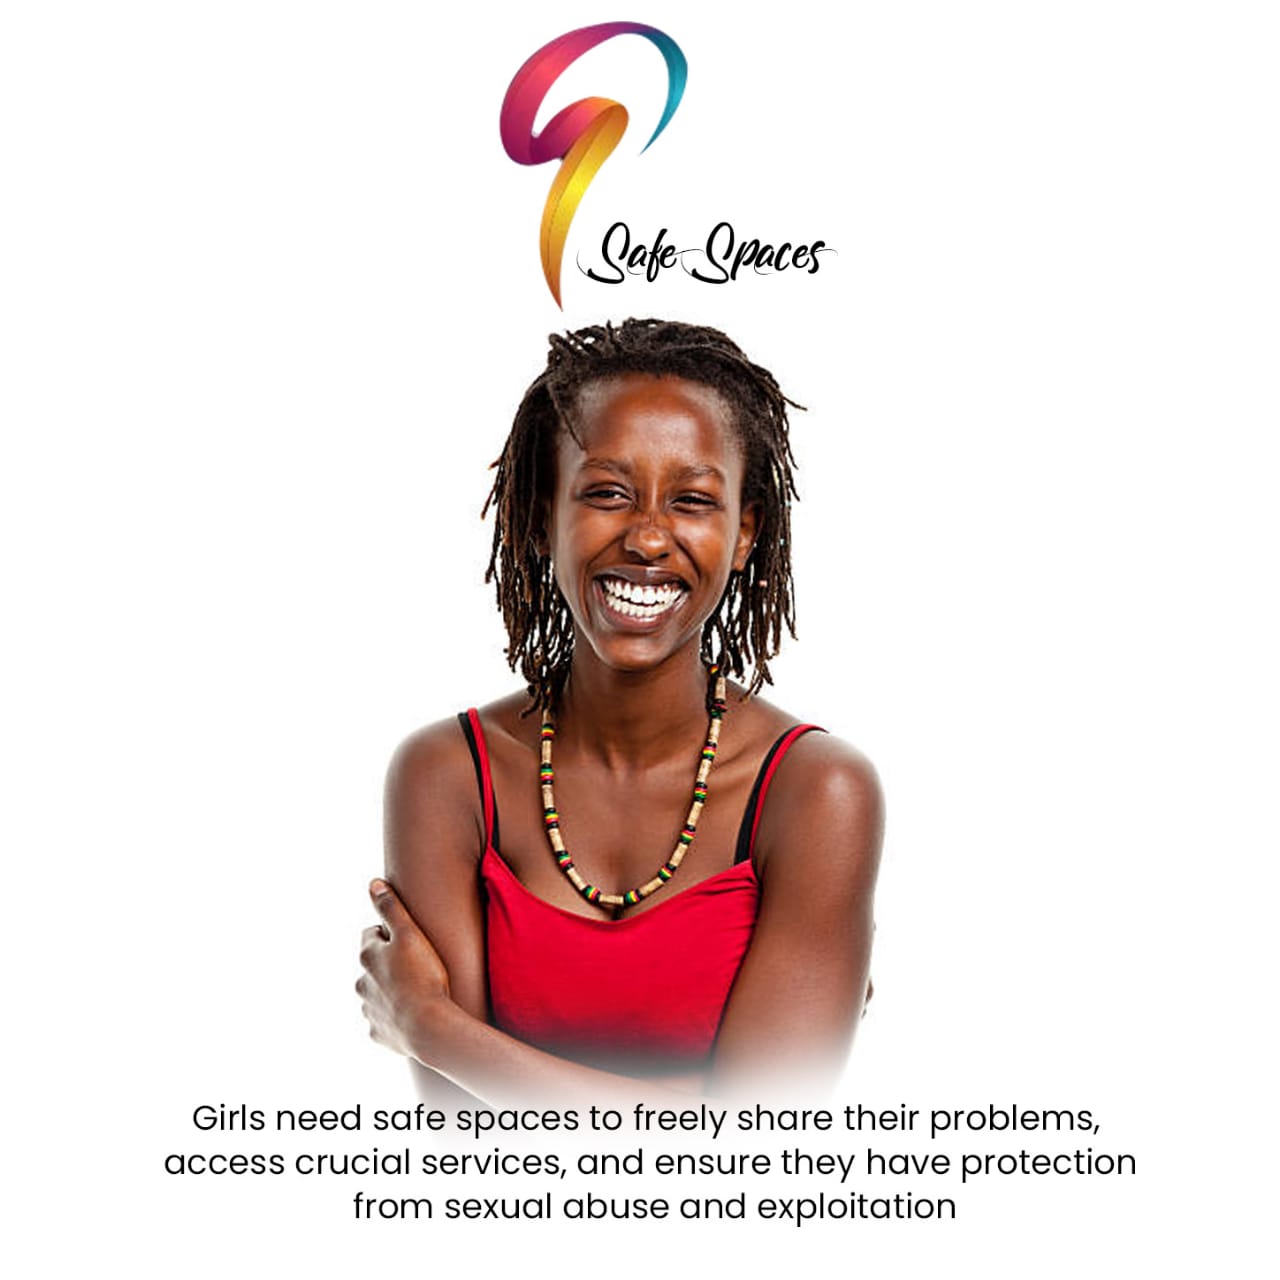 Safe Spaces
Girls need safe spaces to freely share their problems,
access crucial services, and ensure they have protection
from sexual abuse and exploitation